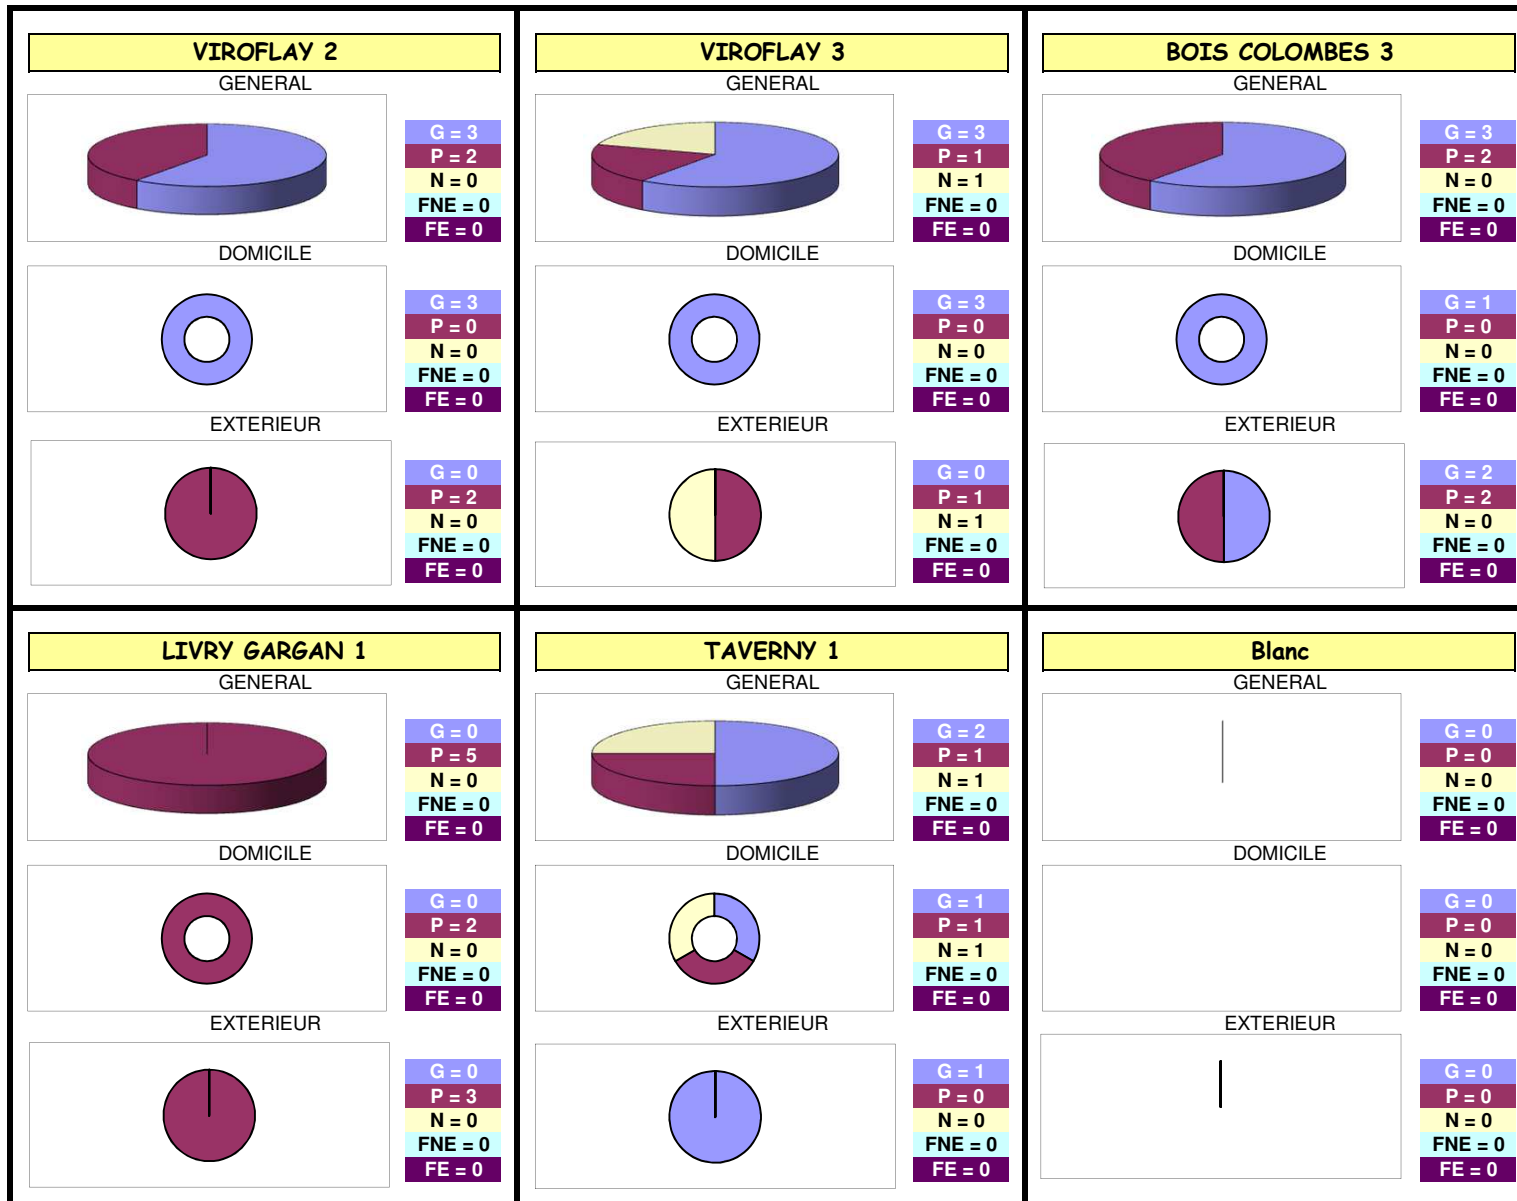 VIROFLAY 2
GENERAL
G = 3
P = 2
N = 0
FNE = 0
FE = 0
DOMICILE
G = 3
P = 0
N = 0
FNE = 0
FE = 0
EXTERIEUR
G = 0
P = 2
N = 0
FNE = 0
FE = 0
VIROFLAY 3
GENERAL
G = 3
P = 1
N = 1
FNE = 0
FE = 0
DOMICILE
G = 3
P = 0
N = 0
FNE = 0
FE = 0
EXTERIEUR
G = 0
P = 1
N = 1
FNE = 0
FE = 0
BOIS COLOMBES 3
GENERAL
G = 3
P = 2
N = 0
FNE = 0
FE = 0
DOMICILE
G = 1
P = 0
N = 0
FNE = 0
FE = 0
EXTERIEUR
G = 2
P = 2
N = 0
FNE = 0
FE = 0
LIVRY GARGAN 1
GENERAL
G = 0
P = 5
N = 0
FNE = 0
FE = 0
DOMICILE
G = 0
P = 2
N = 0
FNE = 0
FE = 0
EXTERIEUR
G = 0
P = 3
N = 0
FNE = 0
FE = 0
TAVERNY 1
GENERAL
G = 2
P = 1
N = 1
FNE = 0
FE = 0
DOMICILE
G = 1
P = 1
N = 1
FNE = 0
FE = 0
EXTERIEUR
G = 1
P = 0
N = 0
FNE = 0
FE = 0
Blanc
GENERAL
G = 0
P = 0
N = 0
FNE = 0
FE = 0
DOMICILE
G = 0
P = 0
N = 0
FNE = 0
FE = 0
EXTERIEUR
G = 0
P = 0
N = 0
FNE = 0
FE = 0